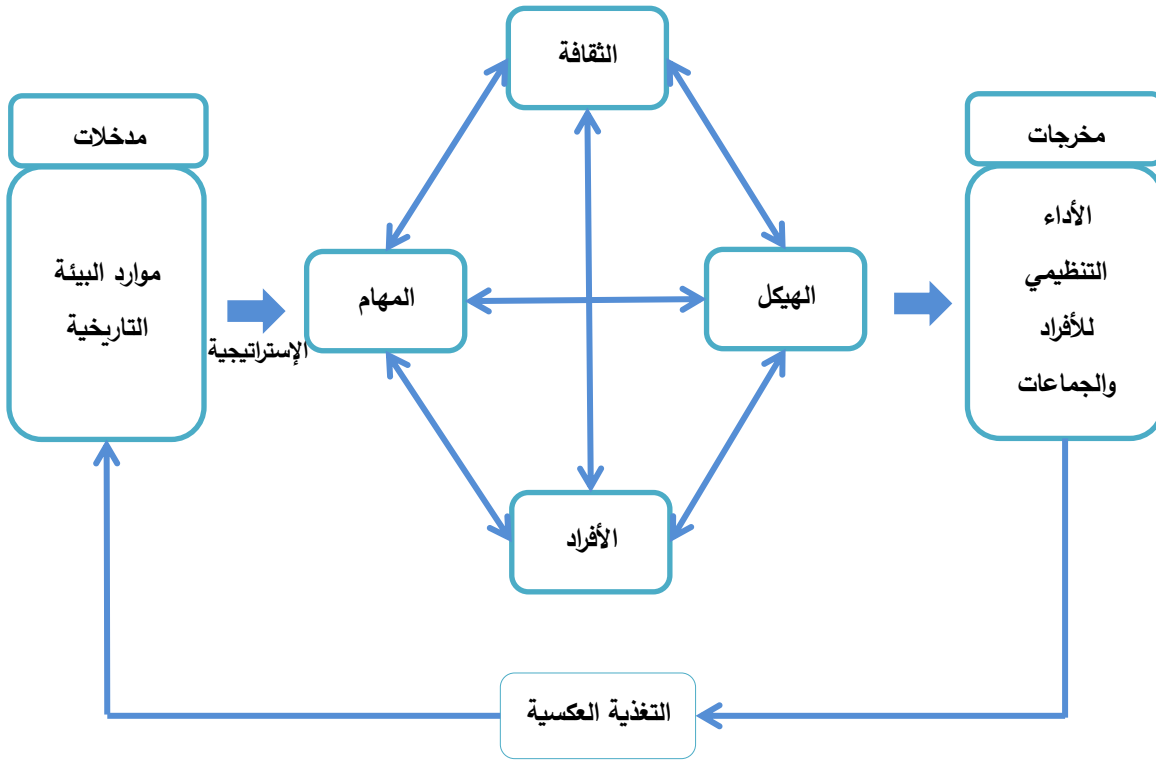 الثقافة
مدخلات
مخرجات
موارد البيئة
التاريخية
الإستراتيجية
المهام
الهيكل
الأداء
التنظيمي
للأفراد
والجماعات
الأفراد
التغذية العكسية